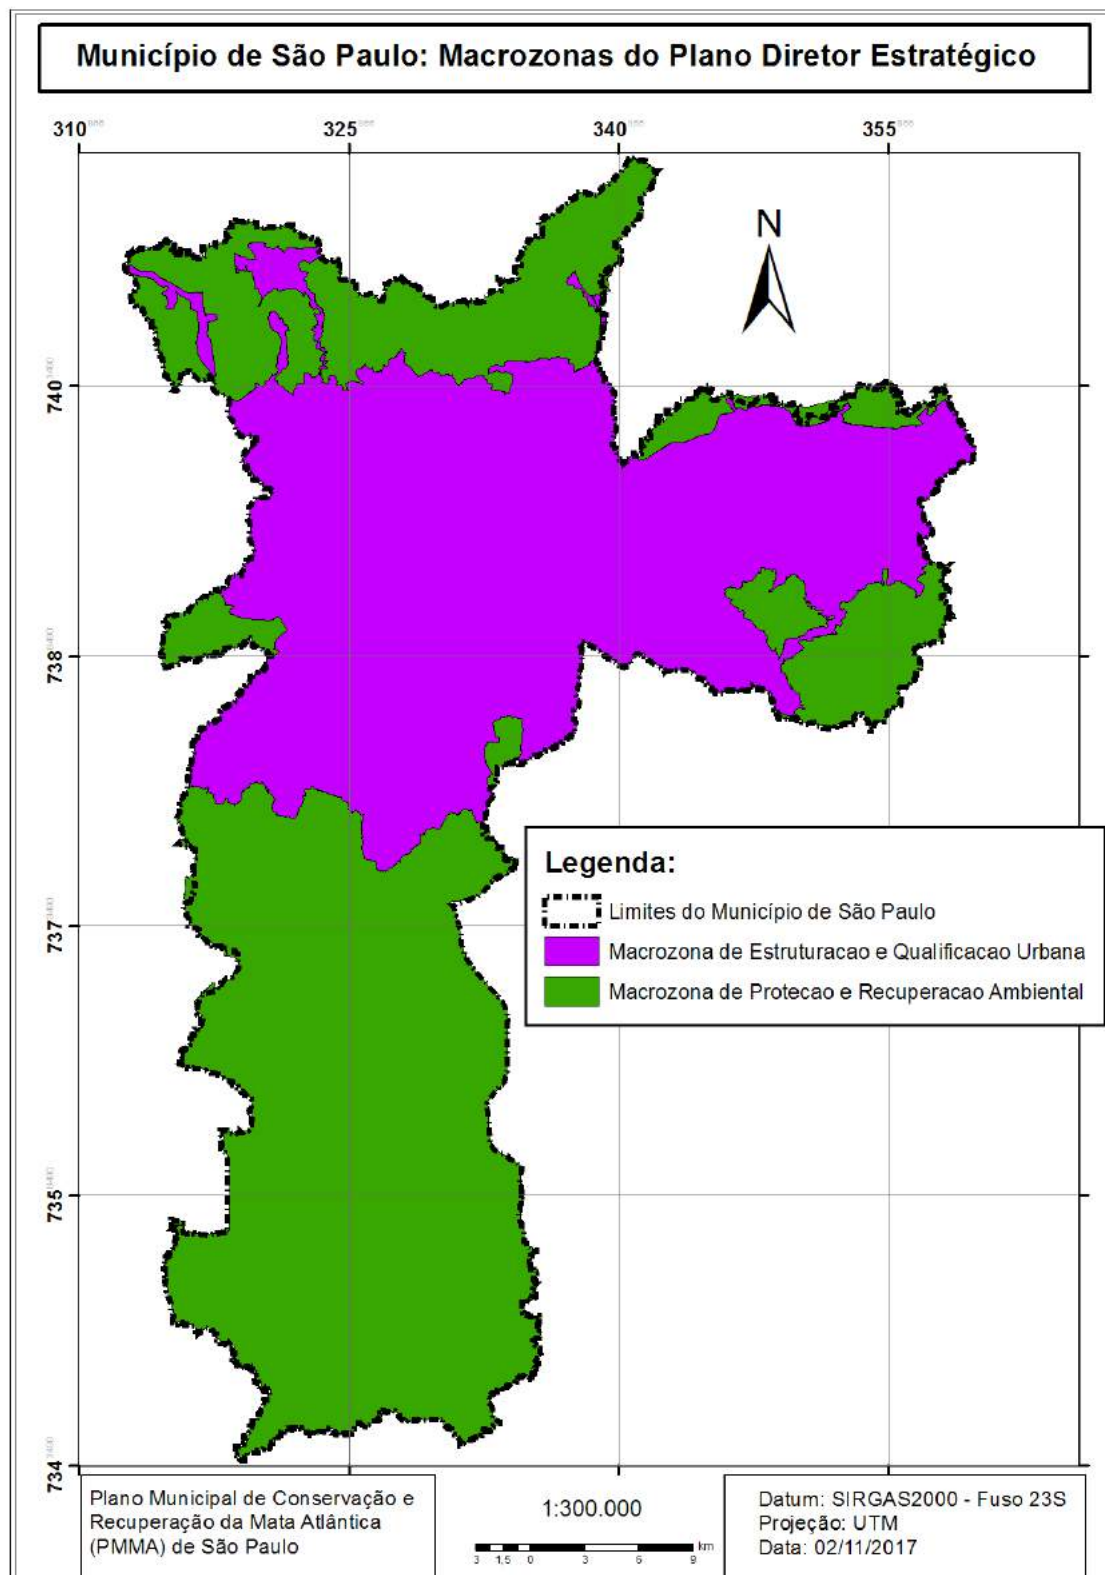 Município de São Paulo: Macrozonas do Plano Diretor Estratégico
310 325 340 355
N
740
738
Legenda:
Limites do Município de São Paulo
Macrozona de Estruturacao e Qualificacao Urbana
Macrozona de Protecao e Recuperacao Ambiental
737
735
734
Plano Municipal de Conservação e
Recuperação da Mata Atlântica
(PMMA) de São Paulo
1:300.000
km
3 1.5 0 3 6 9
Datum: SIRGAS2000 - Fuso 23S
Projeção: UTM
Data: 02/11/2017